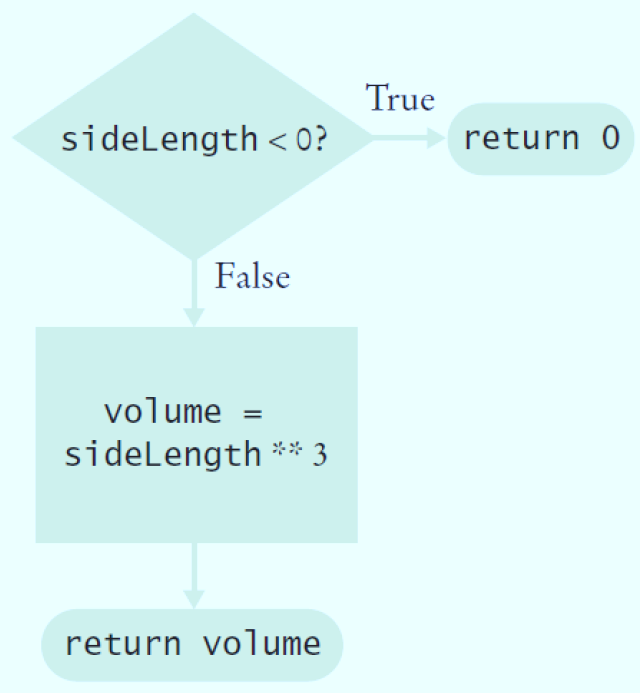 sideLength < 0?
True
return 0
False
volume =
sideLength ** 3
return volume